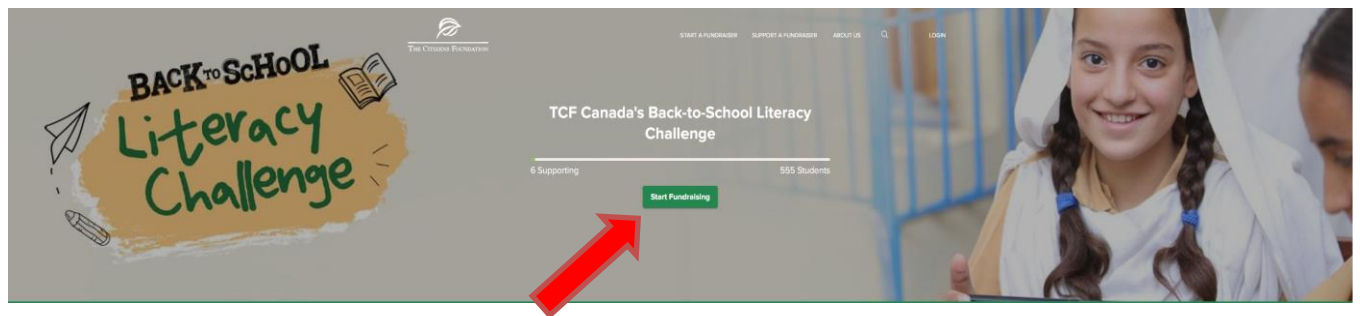 BACK TO SCHOOL
Literacy
Challenge
THE CITIZENS FOUNDATION
START A FUNDRAISER SUPPORT A FUNDRAISER ABOUT US LOGIN
TCF Canada's Back-to-School Literacy
Challenge
6 Supporting 555 Students
Start Fundraising